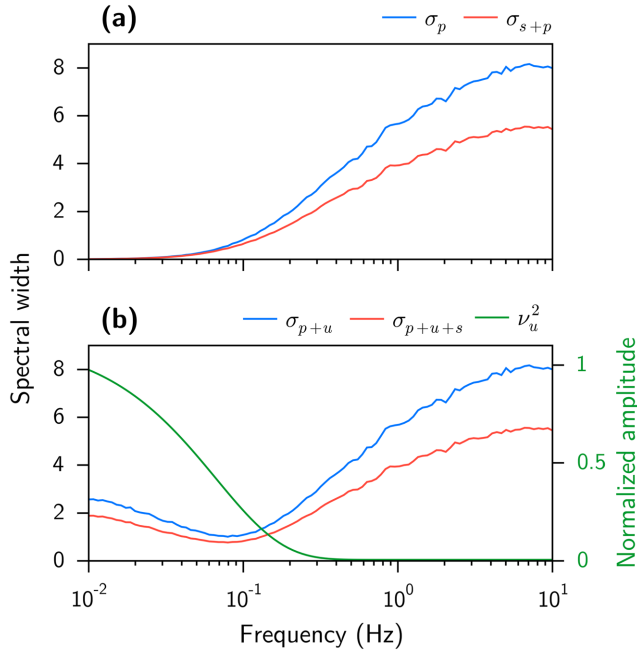 (a) σ_p σ_{s+p}
8
6
4
2
0
Spectral width
(b) σ_{p+u} σ_{p+u+s} ν_u^2
8
6
4
2
0
1
0.5
0
Normalized amplitude
10^-2 10^-1 10^0 10^1
Frequency (Hz)